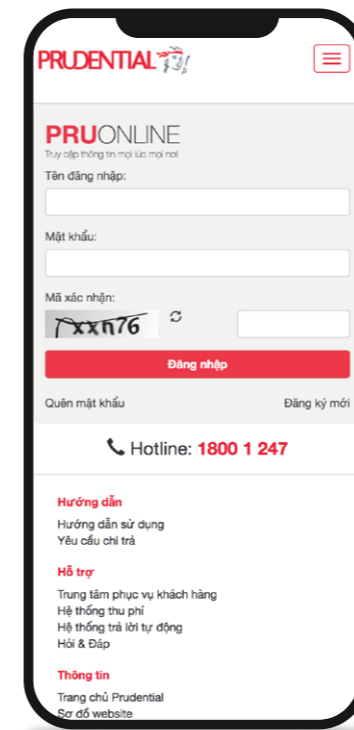 PRUDENTIAL
PRUONLINE
Truy cập thông tin mọi lúc mọi nơi
Tên đăng nhập:
Mật khẩu:
Mã xác nhận:
xxn76
Đăng nhập
Quên mật khẩu Đăng ký mới
Hotline: 1800 1 247
Hướng dẫn
Hướng dẫn sử dụng
Yêu cầu chi trả
Hỗ trợ
Trung tâm phục vụ khách hàng
Hệ thống thu phí
Hệ thống trả lời tự động
Hỏi & Đáp
Thông tin
Trang chủ Prudential
Sơ đồ website